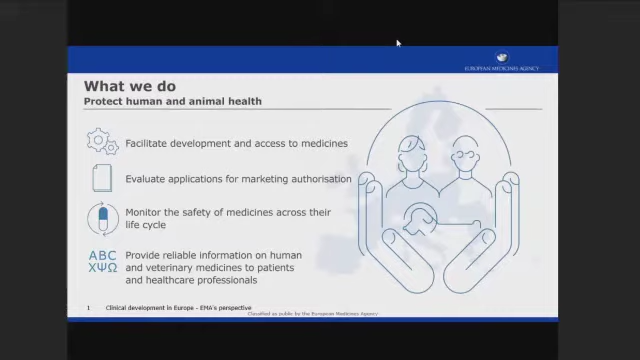 EUROPEAN MEDICINES AGENCY
What we do
Protect human and animal health
Facilitate development and access to medicines
Evaluate applications for marketing authorisation
Monitor the safety of medicines across their
life cycle
ABC
ΧΨΩ
Provide reliable information on human
and veterinary medicines to patients
and healthcare professionals
1 Clinical development in Europe - EMA's perspective
Classified as public by the European Medicines Agency